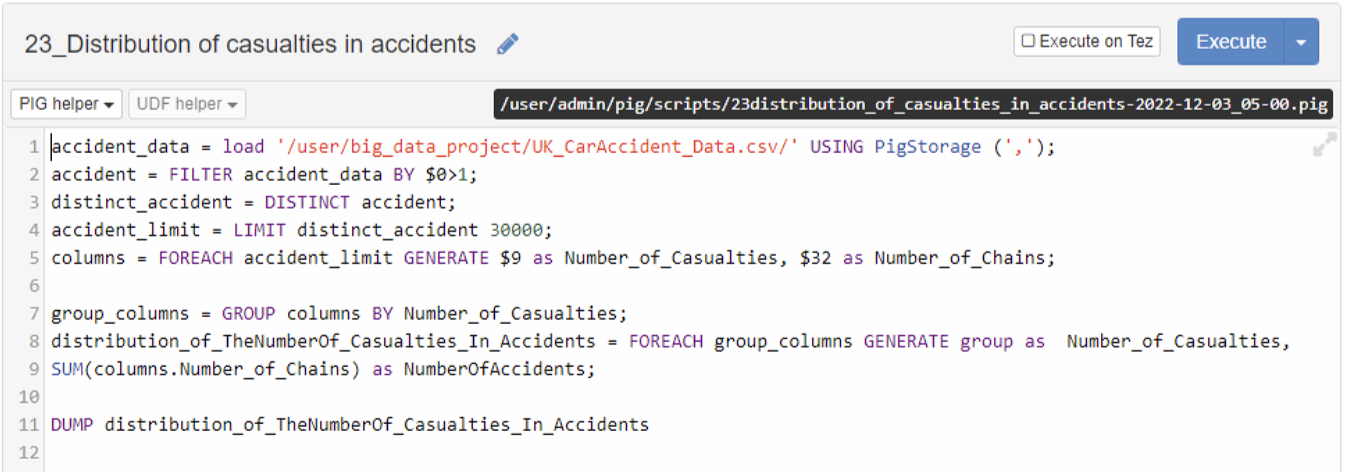 23_Distribution of casualties in accidents
Execute on Tez
Execute
PIG helper
UDF helper
/user/admin/pig/scripts/23distribution_of_casualties_in_accidents-2022-12-03_05-00.pig
1 accident_data = load '/user/big_data_project/UK_CarAccident_Data.csv/' USING PigStorage (',');
2 accident = FILTER accident_data BY $0>1;
3 distinct_accident = DISTINCT accident;
4 accident_limit = LIMIT distinct_accident 30000;
5 columns = FOREACH accident_limit GENERATE $9 as Number_of_Casualties, $32 as Number_of_Chains;
6
7 group_columns = GROUP columns BY Number_of_Casualties;
8 distribution_of_TheNumberOf_Casualties_In_Accidents = FOREACH group_columns GENERATE group as  Number_of_Casualties,
9 SUM(columns.Number_of_Chains) as NumberOfAccidents;
10
11 DUMP distribution_of_TheNumberOf_Casualties_In_Accidents
12